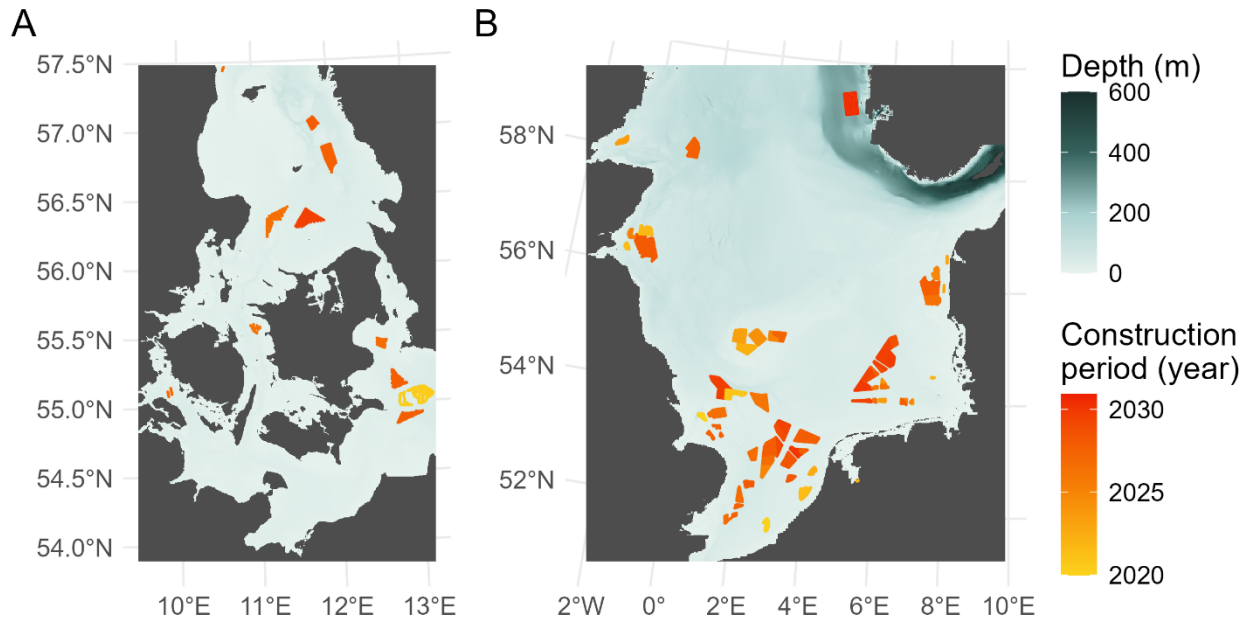 A
B
57.5°N
57.0°N
56.5°N
56.0°N
55.5°N
55.0°N
54.5°N
54.0°N
10°E 11°E 12°E 13°E
58°N
56°N
54°N
52°N
2°W 0° 2°E 4°E 6°E 8°E 10°E
Depth (m)
600
400
200
0
Construction
period (year)
2030
2025
2020